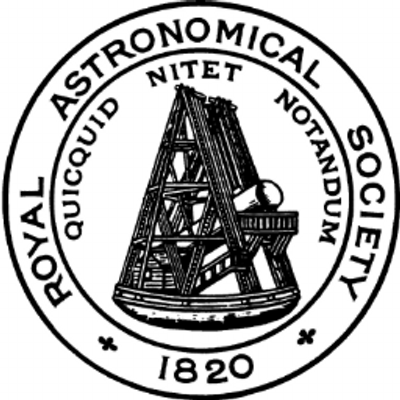 ROYAL ASTRONOMICAL SOCIETY
QUICQUID NITET NOTANDUM
1820